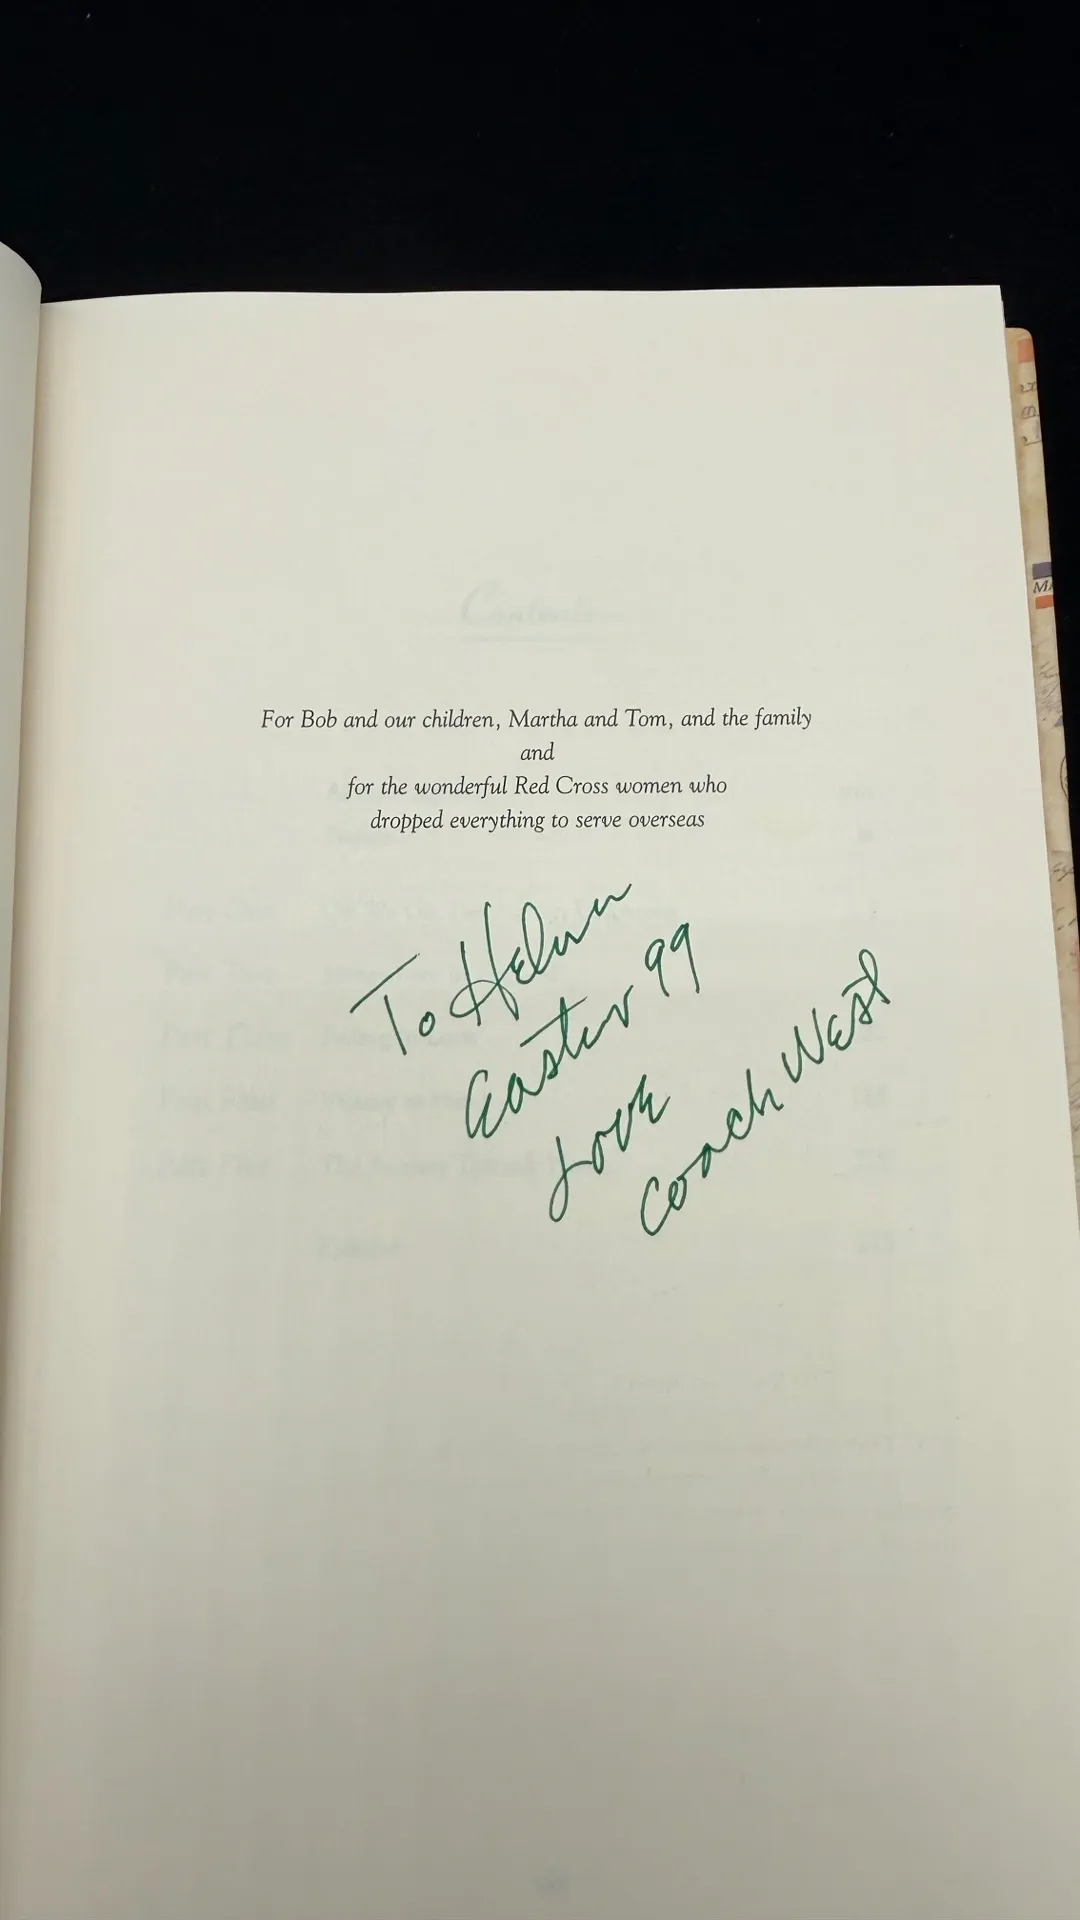 For Bob and our children, Martha and Tom, and the family
and
for the wonderful Red Cross women who
dropped everything to serve overseas
To Helen
Easter 99
Love
Coach West
Contents